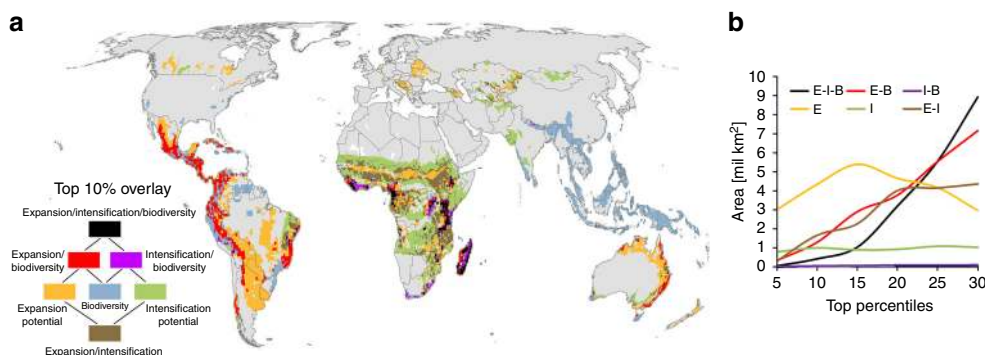 a
Top 10% overlay
Expansion/intensification/biodiversity
Expansion/
biodiversity
Intensification/
biodiversity
Expansion
potential
Biodiversity
Intensification
potential
Expansion/intensification
b
10
9
8
7
6
5
4
3
2
1
0
Area [mil km²]
E-I-B
E-B
I-B
E
I
E-I
5 10 15 20 25 30
Top percentiles